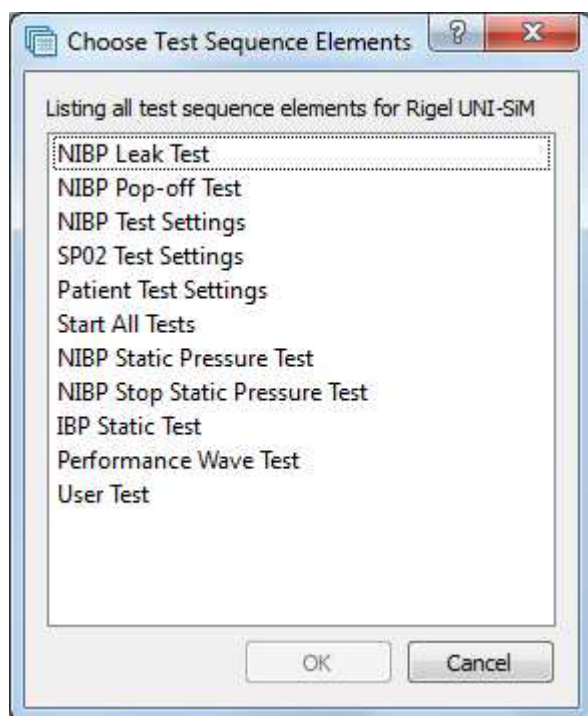 Choose Test Sequence Elements
?
X
Listing all test sequence elements for Rigel UNI-SiM
NIBP Leak Test
NIBP Pop-off Test
NIBP Test Settings
SP02 Test Settings
Patient Test Settings
Start All Tests
NIBP Static Pressure Test
NIBP Stop Static Pressure Test
IBP Static Test
Performance Wave Test
User Test
OK
Cancel